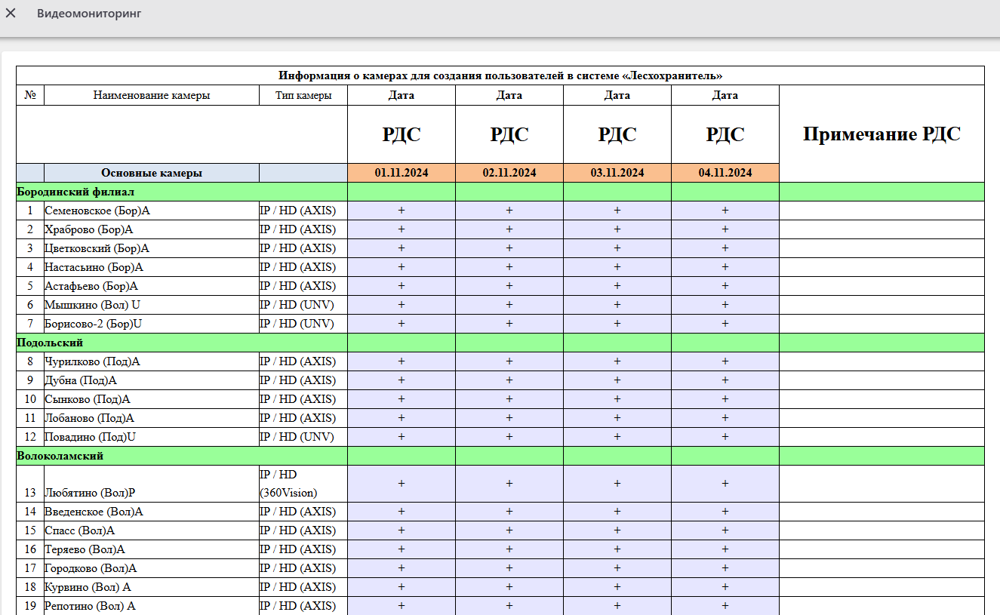 Видеомониторинг
Информация о камерах для создания пользователей в системе «Лесхохранитель»
№ Наименование камеры Тип камеры Дата Дата Дата Дата
РДС РДС РДС РДС Примечание РДС
Основные камеры 01.11.2024 02.11.2024 03.11.2024 04.11.2024
Бородинский филиал
1 Семеновское (Бор)А IP / HD (AXIS) + + + +
2 Храброво (Бор)А IP / HD (AXIS) + + + +
3 Цветковский (Бор)А IP / HD (AXIS) + + + +
4 Настасьино (Бор)А IP / HD (AXIS) + + + +
5 Астафьево (Бор)А IP / HD (AXIS) + + + +
6 Мышкино (Вол) U IP / HD (UNV) + + + +
7 Борисово-2 (Бор)U IP / HD (UNV) + + + +
Подольский
8 Чурилково (Под)А IP / HD (AXIS) + + + +
9 Дубна (Под)А IP / HD (AXIS) + + + +
10 Сынково (Под)А IP / HD (AXIS) + + + +
11 Лобаново (Под)А IP / HD (AXIS) + + + +
12 Повадино (Под)U IP / HD (UNV) + + + +
Волоколамский
IP / HD
13 Любятино (Вол)Р (360Vision) + + + +
14 Введенское (Вол)А IP / HD (AXIS) + + + +
15 Спасс (Вол)А IP / HD (AXIS) + + + +
16 Теряево (Вол)А IP / HD (AXIS) + + + +
17 Городково (Вол)А IP / HD (AXIS) + + + +
18 Курвино (Вол) А IP / HD (AXIS) + + + +
19 Репотино (Вол) А IP / HD (AXIS) + + + +